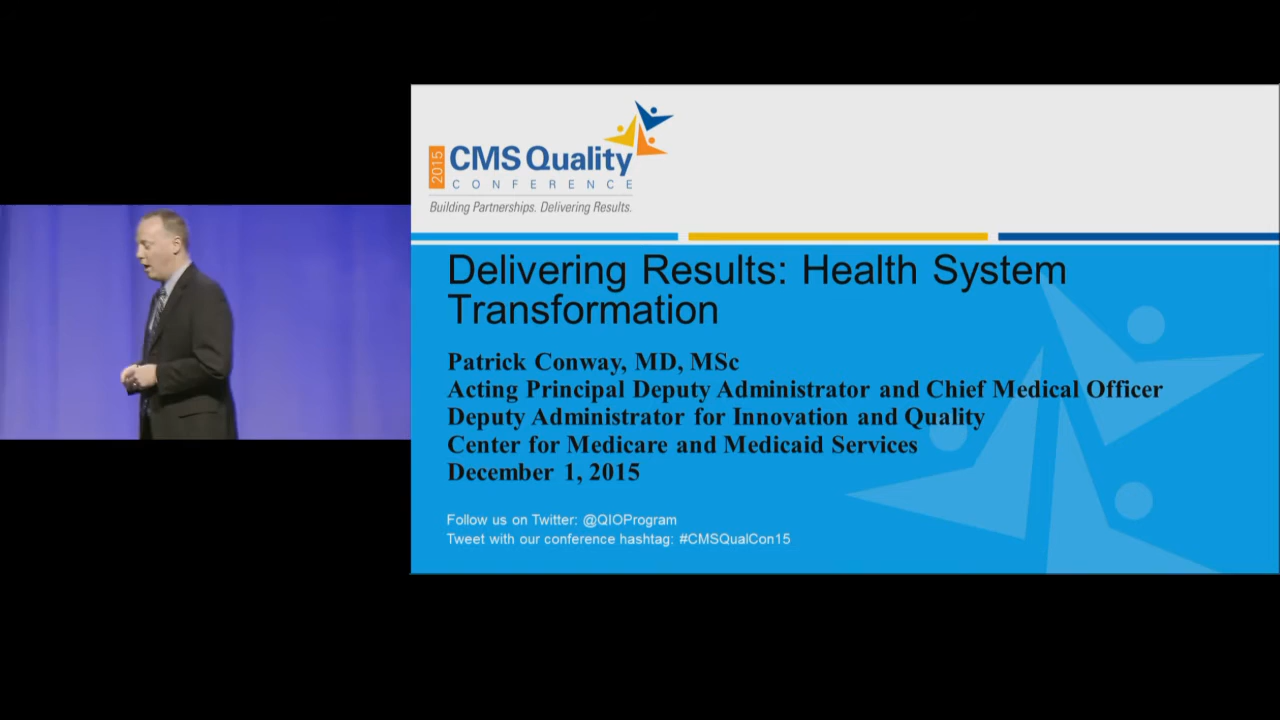 2015
CMS Quality
CONFERENCE
Building Partnerships. Delivering Results.
Delivering Results: Health System
Transformation
Patrick Conway, MD, MSc
Acting Principal Deputy Administrator and Chief Medical Officer
Deputy Administrator for Innovation and Quality
Center for Medicare and Medicaid Services
December 1, 2015
Follow us on Twitter: @QIOProgram
Tweet with our conference hashtag: #CMSQualCon15